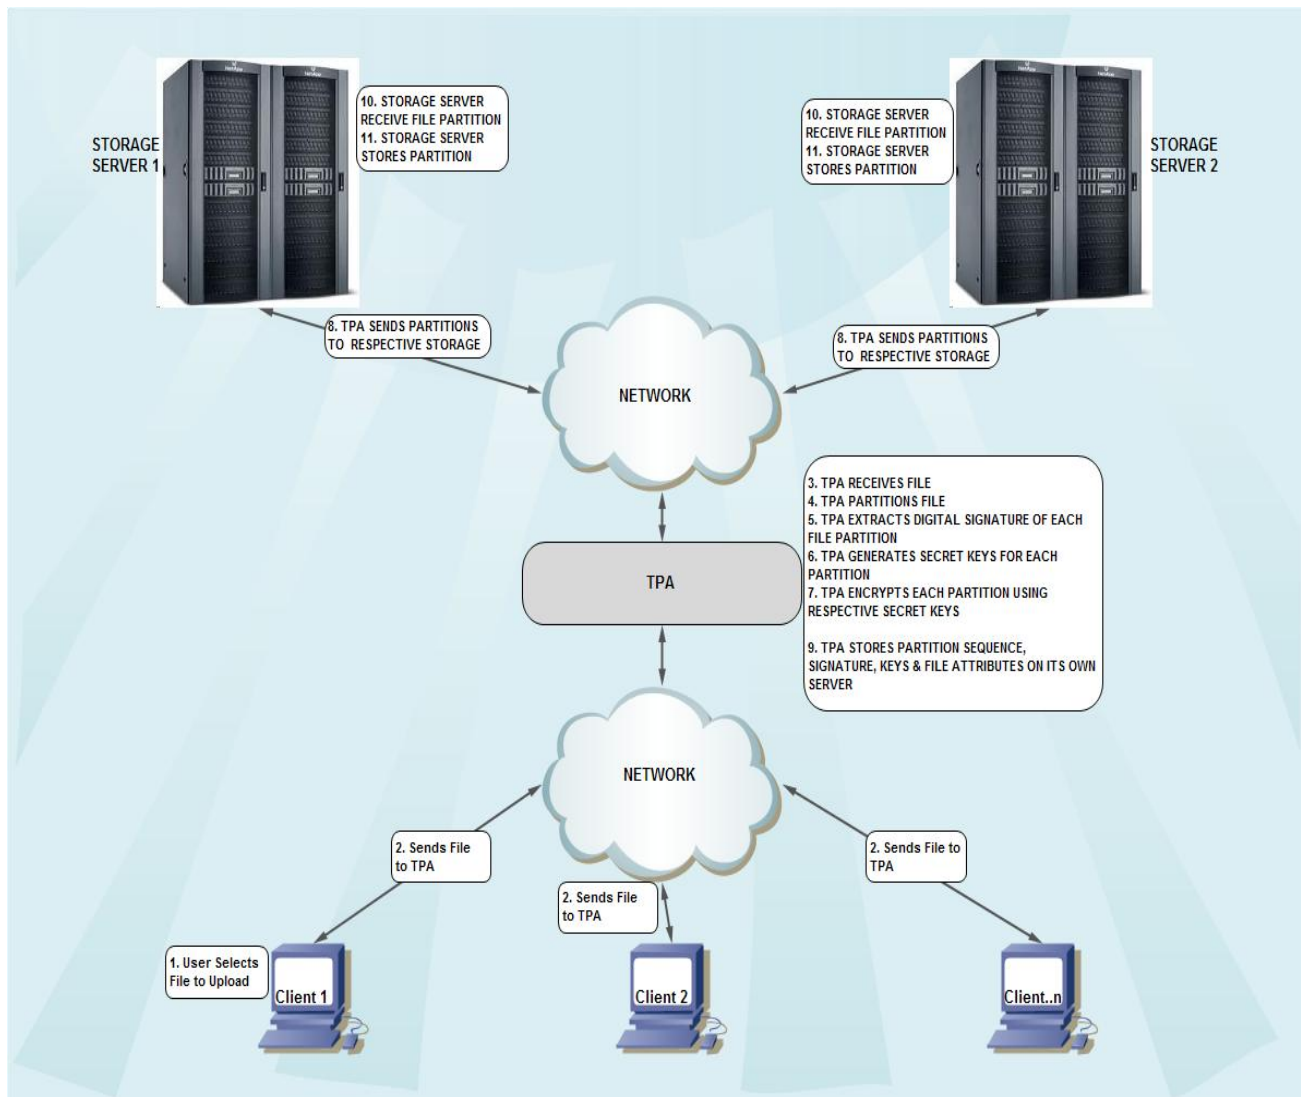 STORAGE
SERVER 1
10. STORAGE SERVER
RECEIVE FILE PARTITION
11. STORAGE SERVER
STORES PARTITION
10. STORAGE SERVER
RECEIVE FILE PARTITION
11. STORAGE SERVER
STORES PARTITION
STORAGE
SERVER 2
8. TPA SENDS PARTITIONS
TO RESPECTIVE STORAGE
8. TPA SENDS PARTITIONS
TO RESPECTIVE STORAGE
NETWORK
3. TPA RECEIVES FILE
4. TPA PARTITIONS FILE
5. TPA EXTRACTS DIGITAL SIGNATURE OF EACH
FILE PARTITION
6. TPA GENERATES SECRET KEYS FOR EACH
PARTITION
7. TPA ENCRYPTS EACH PARTITION USING
RESPECTIVE SECRET KEYS
9. TPA STORES PARTITION SEQUENCE,
SIGNATURE, KEYS & FILE ATTRIBUTES ON ITS OWN
SERVER
TPA
NETWORK
2. Sends File
to TPA
2. Sends File
to TPA
2. Sends File to
TPA
1. User Selects
File to Upload
Client 1
Client 2
Client..n